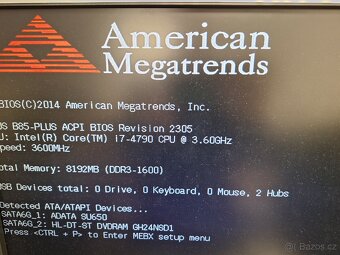 American
Megatrends
BIOS(C)2014 American Megatrends, Inc.
US B85-PLUS ACPI BIOS Revision 2305
U: Intel(R) Core(TM) i7-4790 CPU @ 3.60GHz
Speed: 3600MHz
otal Memory: 8192MB (DDR3-1600)
USB Devices total: 0 Drive, 0 Keyboard, 0 Mouse, 2 Hubs
Detected ATA/ATAPI Devices...
SATA6G_1: ADATA SU650
SATA6G_2: HL-DT-ST DVDRAM GH24NSD1
Press <CTRL + P> to Enter MEBX setup menu